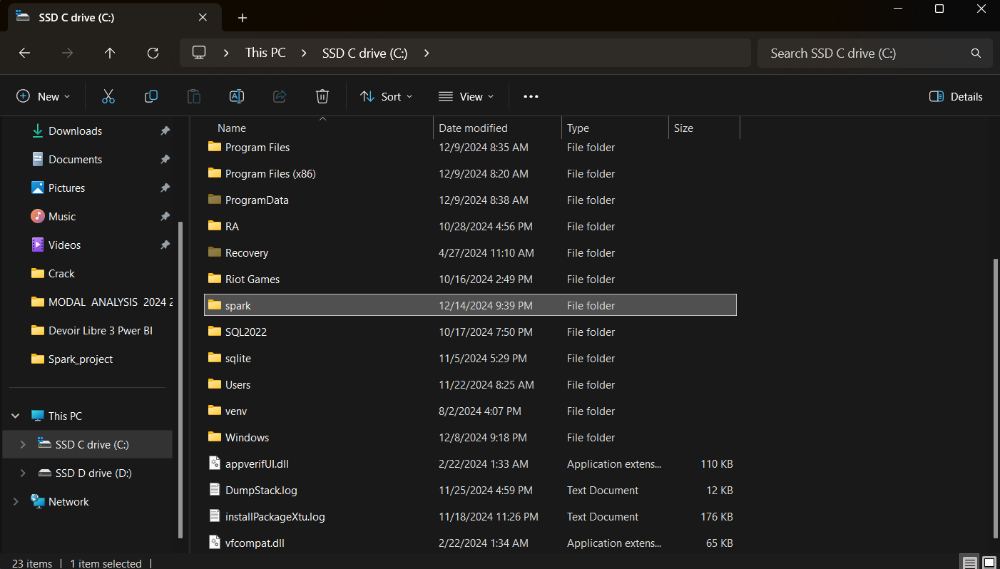 SSD C drive (C:)
This PC
SSD C drive (C:)
Search SSD C drive (C:)
New
Sort
View
Details
Downloads
Documents
Pictures
Music
Videos
Crack
MODAL ANALYSIS 2024 2
Devoir Libre 3 Pwer BI
Spark_project
This PC
SSD C drive (C:)
SSD D drive (D:)
Network
Name Date modified Type Size
Program Files 12/9/2024 8:35 AM File folder
Program Files (x86) 12/9/2024 8:20 AM File folder
ProgramData 12/9/2024 8:38 AM File folder
RA 10/28/2024 4:56 PM File folder
Recovery 4/27/2024 11:10 AM File folder
Riot Games 10/16/2024 2:49 PM File folder
spark 12/14/2024 9:39 PM File folder
SQL2022 10/17/2024 7:50 PM File folder
sqlite 11/5/2024 5:29 PM File folder
Users 11/22/2024 8:25 AM File folder
venv 8/2/2024 4:07 PM File folder
Windows 12/8/2024 9:18 PM File folder
appverifUI.dll 2/22/2024 1:33 AM Application extens... 110 KB
DumpStack.log 11/25/2024 4:59 PM Text Document 12 KB
installPackageXtu.log 11/18/2024 11:26 PM Text Document 176 KB
vfcompat.dll 2/22/2024 1:34 AM Application extens... 65 KB
23 items | 1 item selected |